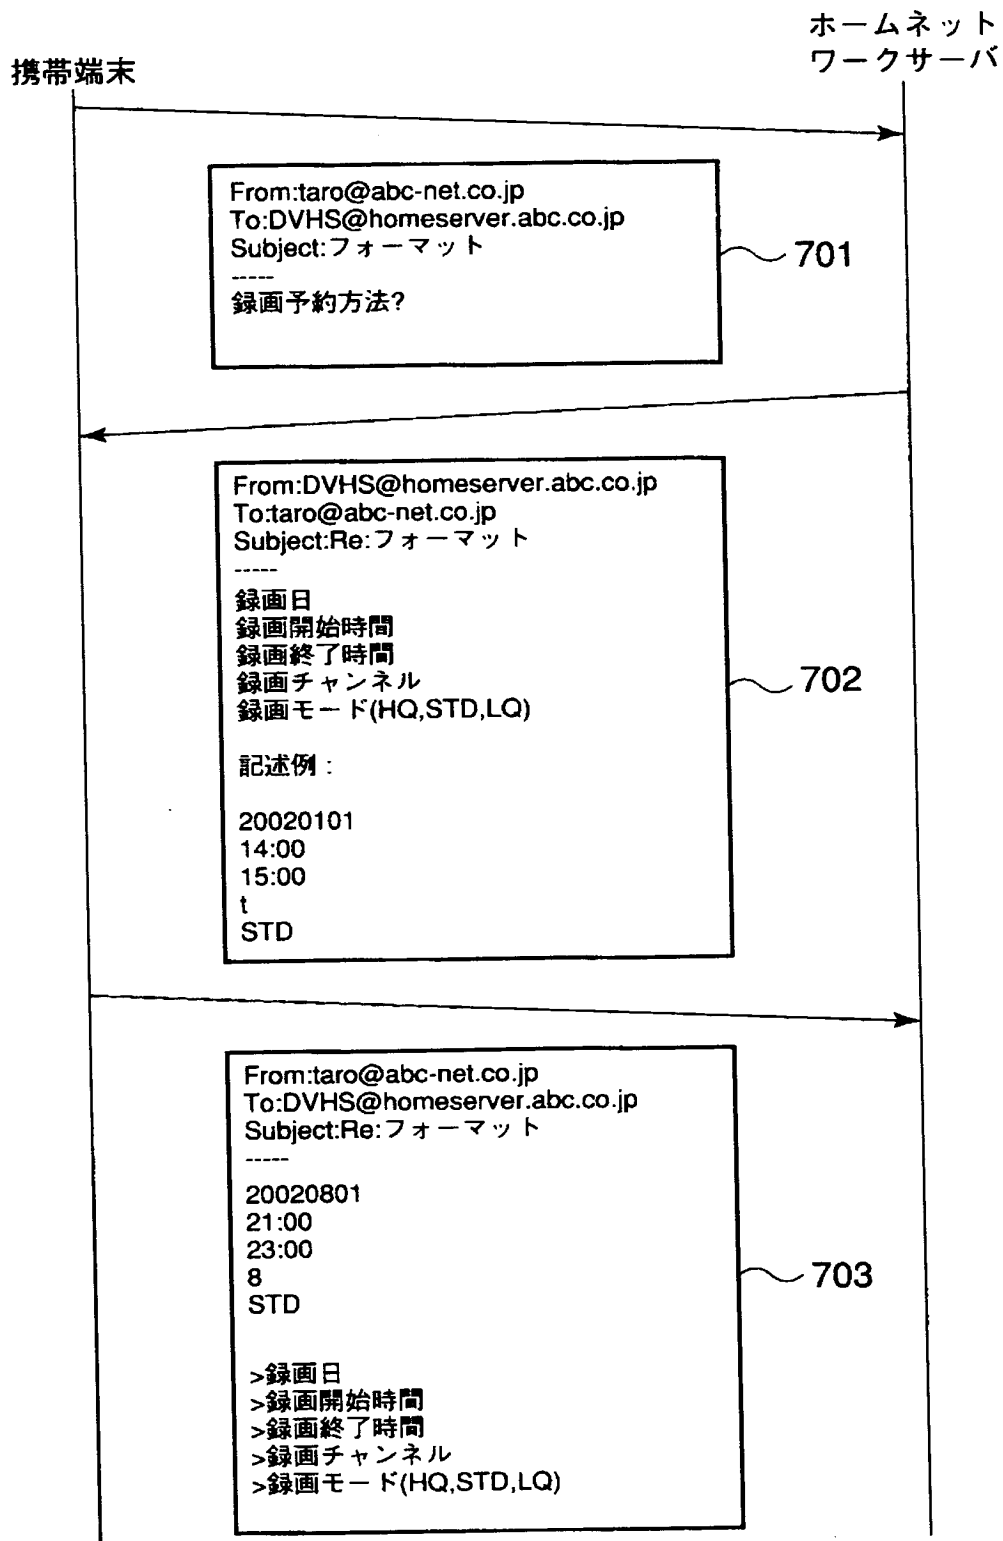 ホームネット
ワークサーバ
携帯端末
From:taro@abc-net.co.jp
To:DVHS@homeserver.abc.co.jp
Subject:フォーマット
-----
録画予約方法?
701
From:DVHS@homeserver.abc.co.jp
To:taro@abc-net.co.jp
Subject:Re:フォーマット
-----
録画日
録画開始時間
録画終了時間
録画チャンネル
録画モード(HQ,STD,LQ)
702
記述例：
20020101
14:00
15:00
t
STD
From:taro@abc-net.co.jp
To:DVHS@homeserver.abc.co.jp
Subject:Re:フォーマット
-----
20020801
21:00
23:00
8
STD
703
>録画日
>録画開始時間
>録画終了時間
>録画チャンネル
>録画モード(HQ,STD,LQ)